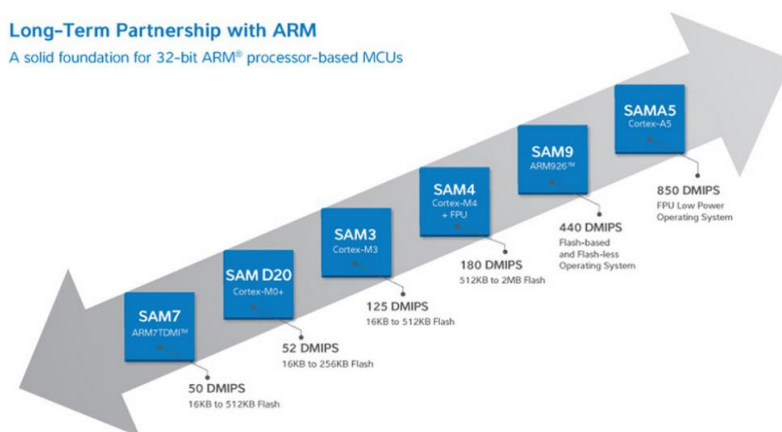 Long-Term Partnership with ARM
A solid foundation for 32-bit ARM® processor-based MCUs
SAMA5
Cortex-A5
850 DMIPS
FPU Low Power
Operating System
SAM9
ARM926™
440 DMIPS
Flash-based
and Flash-less
Operating System
SAM4
Cortex-M4
+ FPU
180 DMIPS
512KB to 2MB Flash
SAM3
Cortex-M3
125 DMIPS
16KB to 512KB Flash
SAM D20
Cortex-M0+
52 DMIPS
16KB to 256KB Flash
SAM7
ARM7TDMI™
50 DMIPS
16KB to 512KB Flash